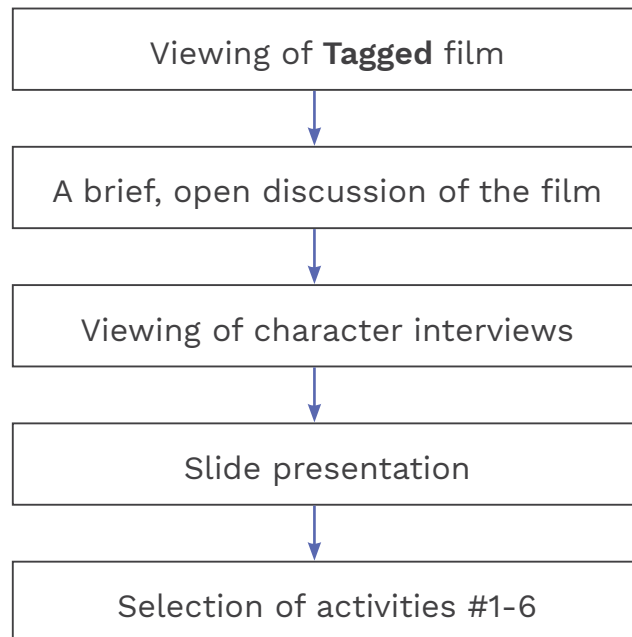 Viewing of Tagged film
A brief, open discussion of the film
Viewing of character interviews
Slide presentation
Selection of activities #1-6